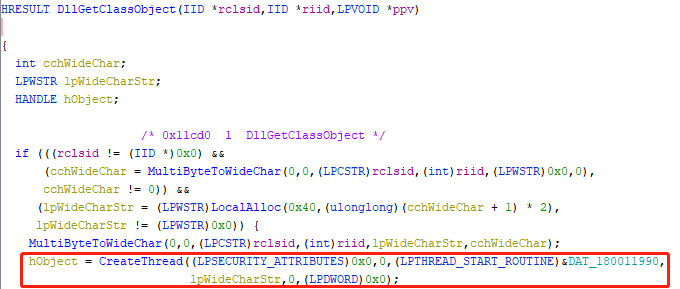 HRESULT DllGetClassObject(IID *rclsid,IID *riid,LPVOID *ppv)
{
int cchWideChar;
LPWSTR lpWideCharStr;
HANDLE hObject;
/* 0x11cd0  1  DllGetClassObject */
if (((rclsid != (IID *)0x0) &&
(cchWideChar = MultiByteToWideChar(0,0,(LPCSTR)rclsid,(int)riid,(LPWSTR)0x0,0),
cchWideChar != 0)) &&
(lpWideCharStr = (LPWSTR)LocalAlloc(0x40,(ulonglong)(cchWideChar + 1) * 2),
lpWideCharStr != (LPWSTR)0x0)) {
MultiByteToWideChar(0,0,(LPCSTR)rclsid,(int)riid,lpWideCharStr,cchWideChar);
hObject = CreateThread((LPSECURITY_ATTRIBUTES)0x0,0,(LPTHREAD_START_ROUTINE)&DAT_180011990,
lpWideCharStr,0,(LPDWORD)0x0);